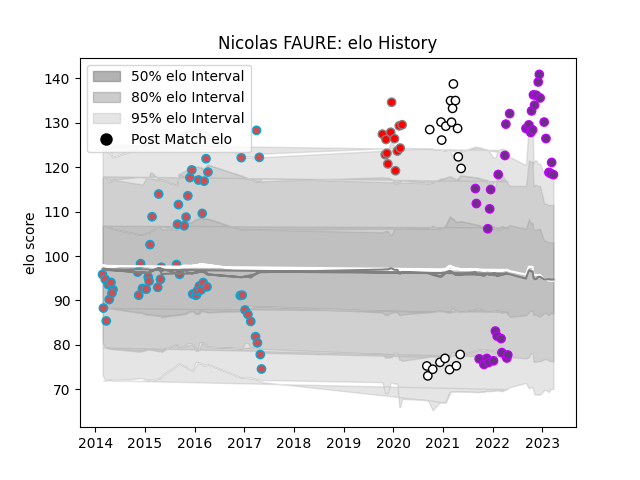 Nicolas FAURE: elo History
50% elo Interval
80% elo Interval
95% elo Interval
Post Match elo
elo score
140
130
120
110
100
90
80
70
2014 2015 2016 2017 2018 2019 2020 2021 2022 2023